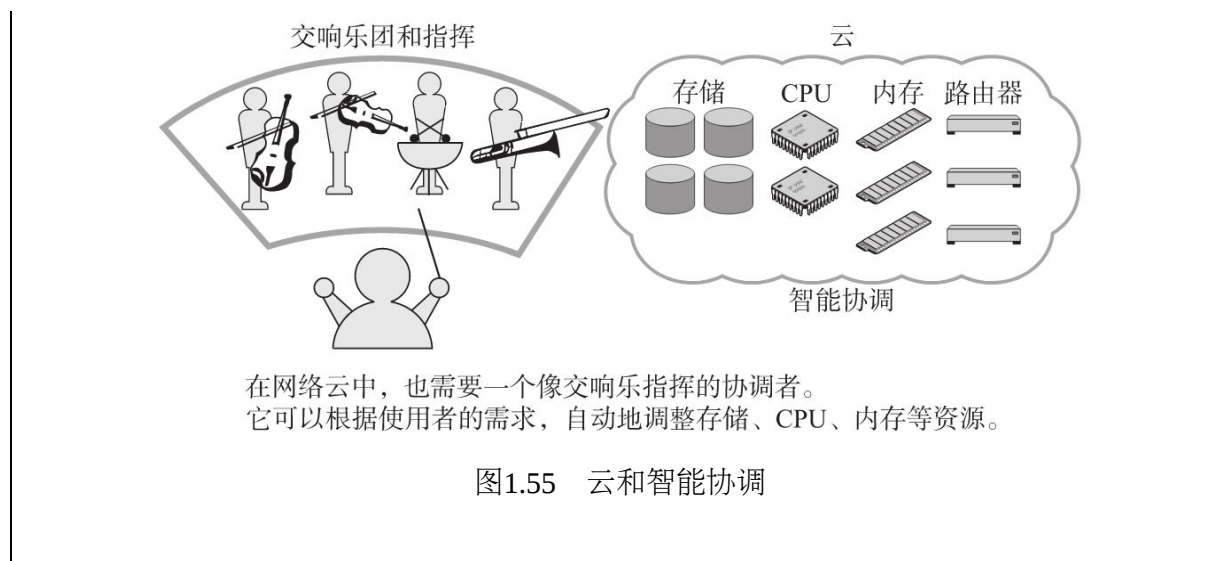 交响乐团和指挥
云
存储 CPU 内存 路由器
智能协调
在网络云中，也需要一个像交响乐指挥的协调者。
它可以根据使用者的需求，自动地调整存储、CPU、内存等资源。
图1.55 云和智能协调